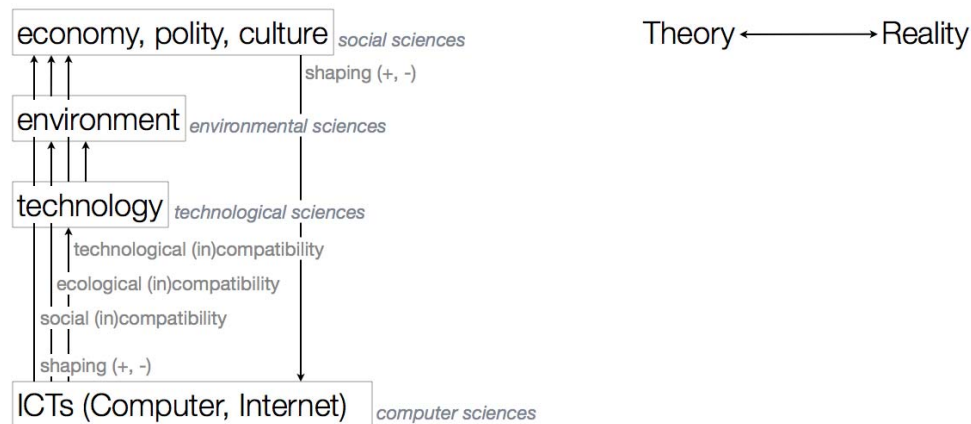 economy, polity, culture social sciences
Theory Reality
shaping (+, -)
environment environmental sciences
technology technological sciences
technological (in)compatibility
ecological (in)compatibility
social (in)compatibility
shaping (+, -)
ICTs (Computer, Internet) computer sciences